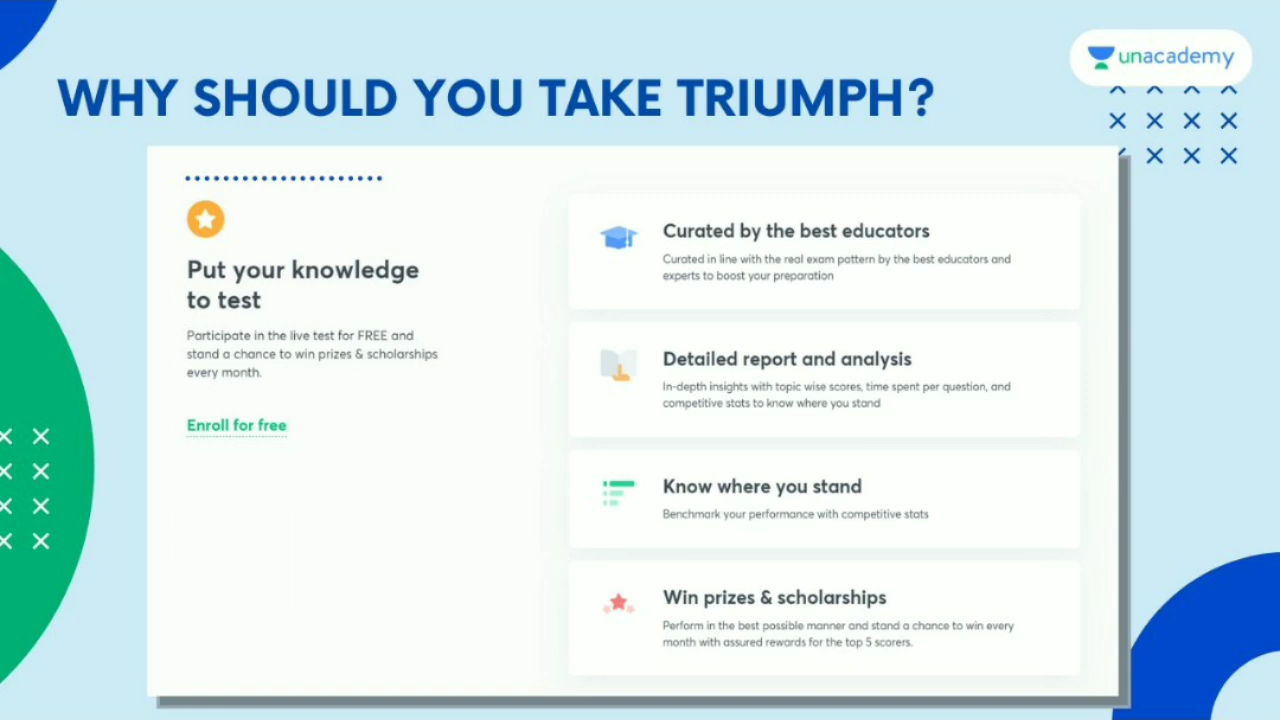 unacademy
WHY SHOULD YOU TAKE TRIUMPH?
Put your knowledge
to test
Participate in the live test for FREE and
stand a chance to win prizes & scholarships
every month.
Enroll for free
Curated by the best educators
Curated in line with the real exam pattern by the best educators and
experts to boost your preparation
Detailed report and analysis
In-depth insights with topic wise scores, time spent per question, and
competitive stats to know where you stand
Know where you stand
Benchmark your performance with competitive stats
Win prizes & scholarships
Perform in the best possible manner and stand a chance to win every
month with assured rewards for the top 5 scorers.